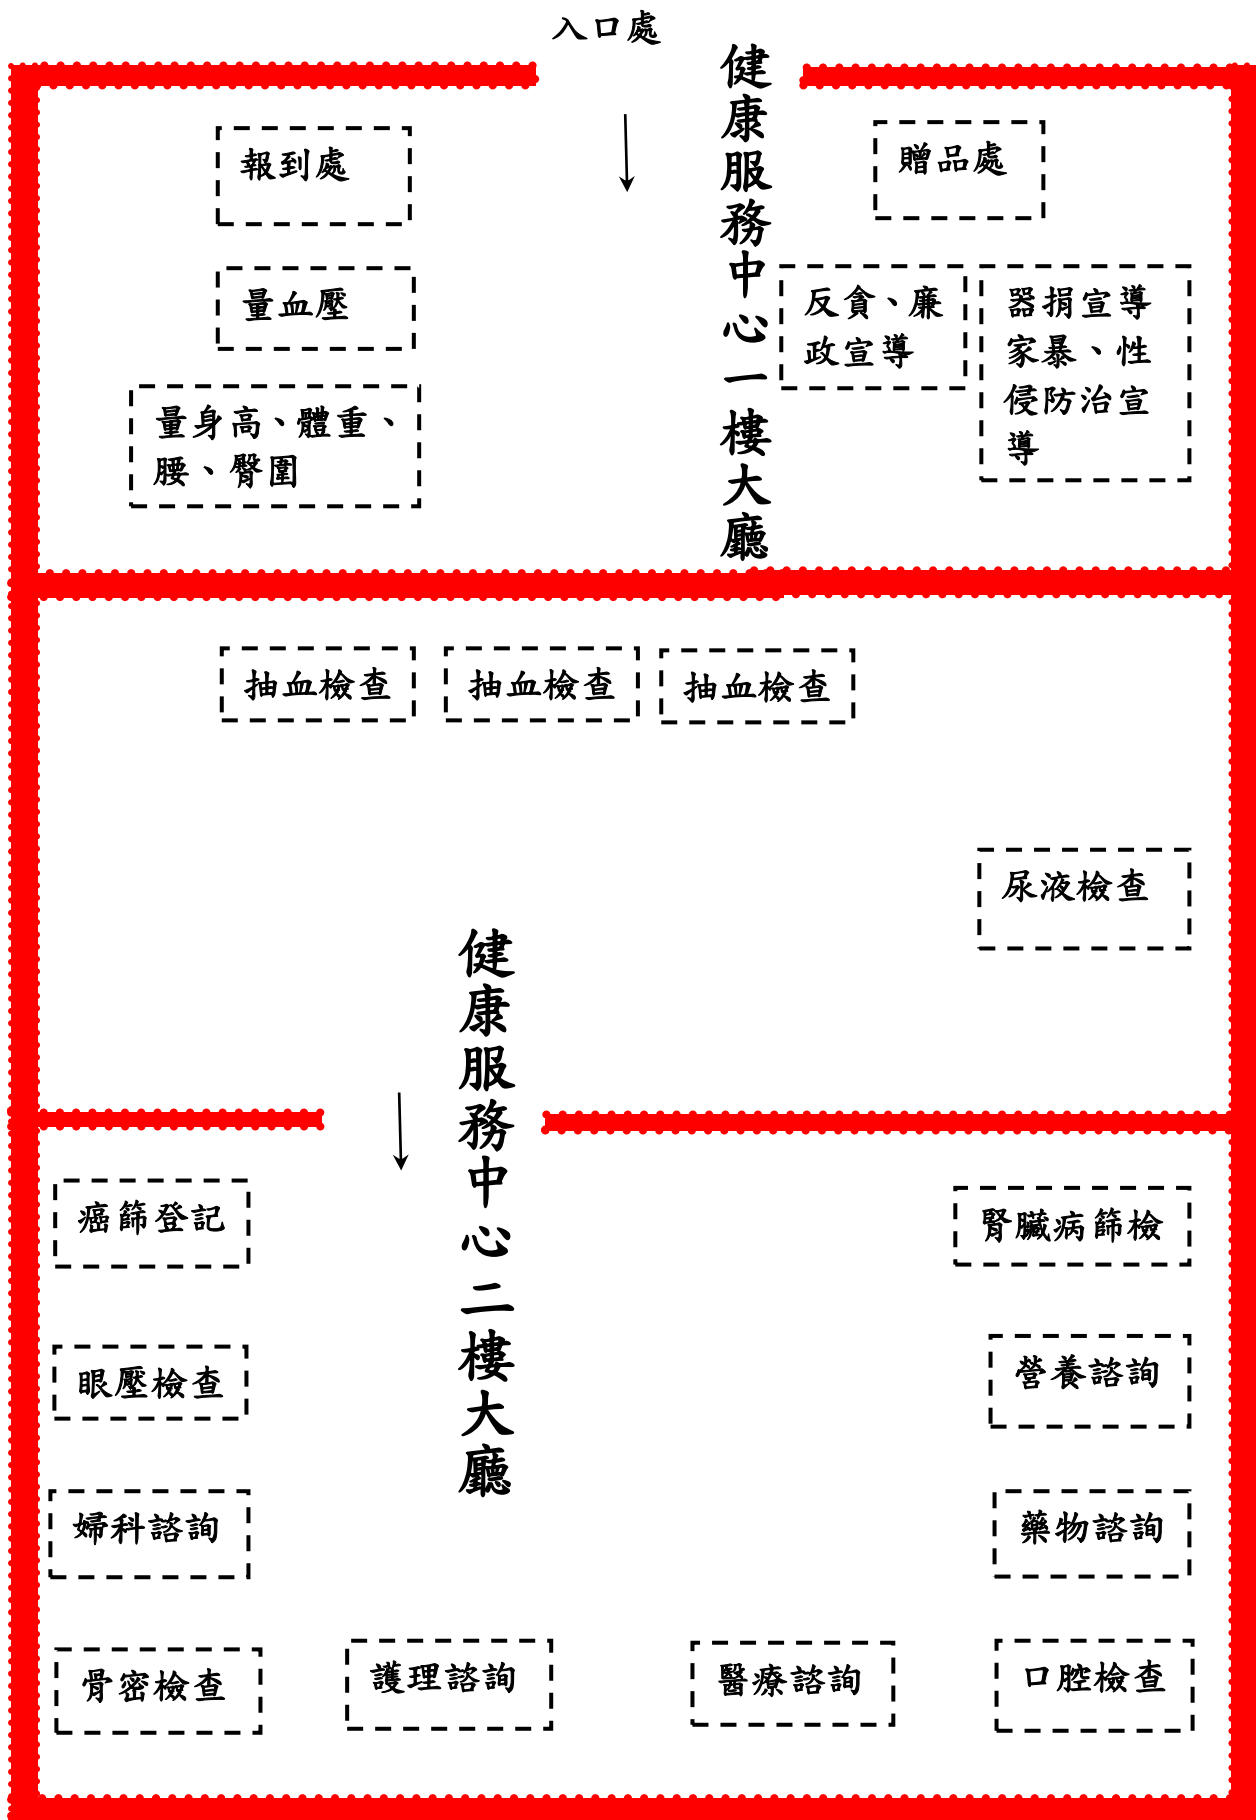 入口處
健康服務中心一樓大廳
報到處
贈品處
量血壓
反貪、廉
政宣導
器捐宣導
家暴、性
侵防治宣
導
量身高、體重、
腰、臀圍
抽血檢查
抽血檢查
抽血檢查
尿液檢查
健康服務中心二樓大廳
癌篩登記
腎臟病篩檢
眼壓檢查
營養諮詢
婦科諮詢
藥物諮詢
骨密檢查
護理諮詢
醫療諮詢
口腔檢查